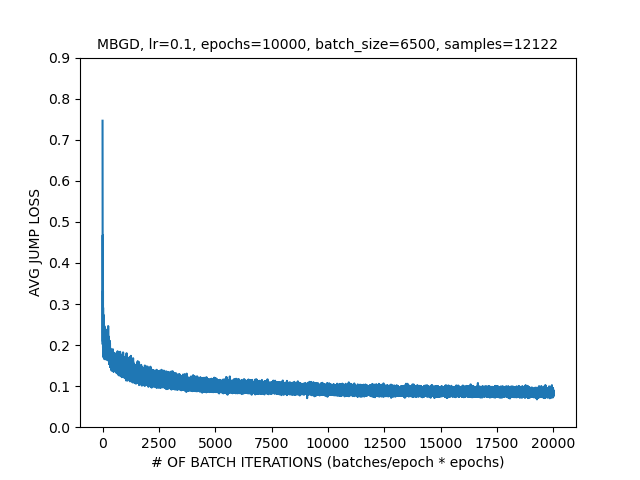 MBGD, lr=0.1, epochs=10000, batch_size=6500, samples=12122
0.9
0.8
0.7
0.6
0.5
0.4
0.3
0.2
0.1
0.0
AVG JUMP LOSS
0 2500 5000 7500 10000 12500 15000 17500 20000
# OF BATCH ITERATIONS (batches/epoch * epochs)